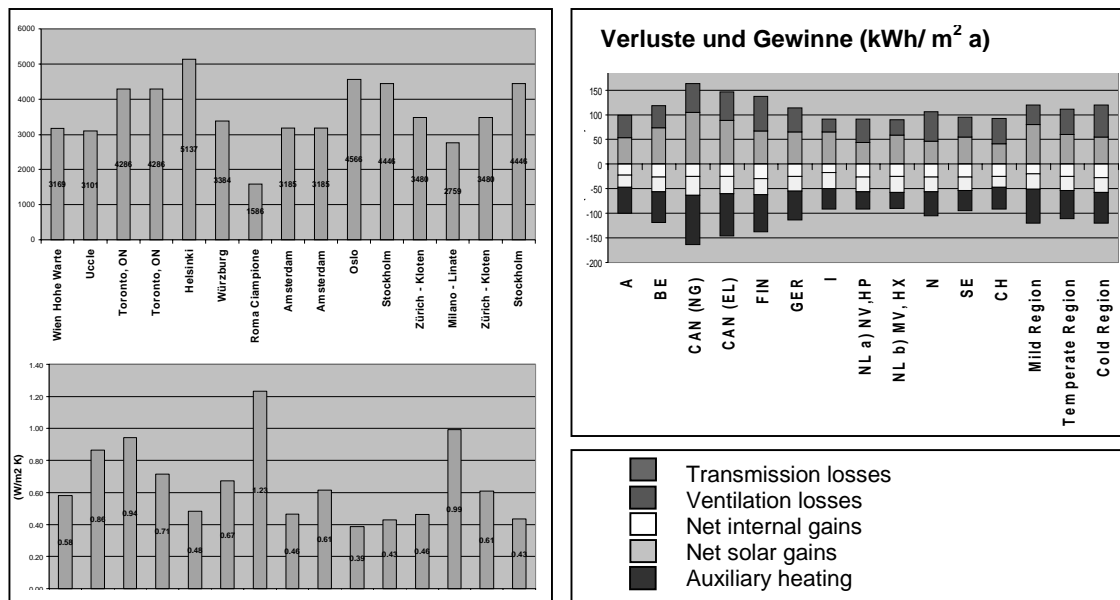 6000
5000
4000
3000
2000
1000
0
3169
3101
4286
4286
5137
3384
1586
3185
3185
4566
4446
3480
2759
3480
4446
Wien Hohe Warte
Uccle
Toronto, ON
Toronto, ON
Helsinki
Würzburg
Roma Ciampione
Amsterdam
Amsterdam
Oslo
Stockholm
Zürich - Kloten
Milano - Linate
Zürich - Kloten
Stockholm
(W/m2 K)
1.40
1.20
1.00
0.80
0.60
0.40
0.20
0.00
0.58
0.86
0.94
0.71
0.48
0.67
1.23
0.46
0.61
0.39
0.43
0.46
0.99
0.61
0.43
Verluste und Gewinne (kWh/ m² a)
150
100
50
0
-50
-100
-150
-200
A
BE
CAN (NG)
CAN (EL)
FIN
GER
I
NL a) NV,HP
NL b) MV, HX
N
SE
CH
Mild Region
Temperate Region
Cold Region
Transmission losses
Ventilation losses
Net internal gains
Net solar gains
Auxiliary heating